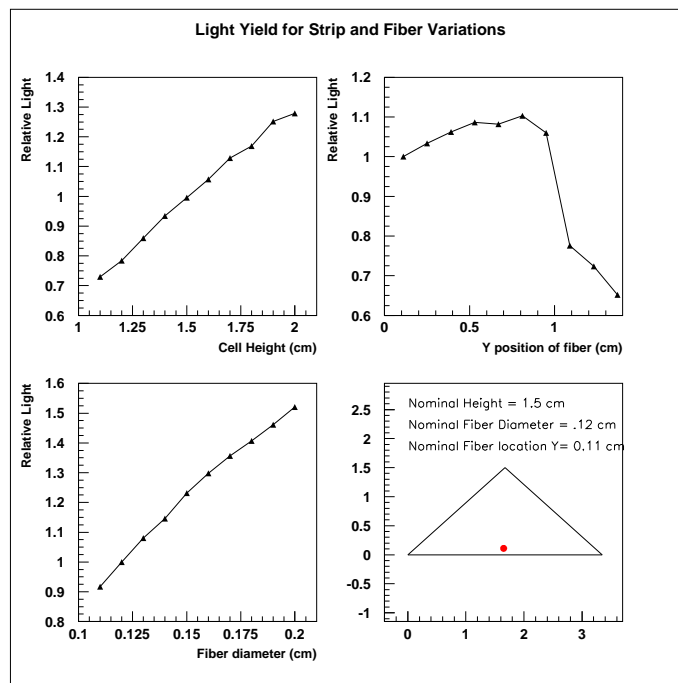 Light Yield for Strip and Fiber Variations
Relative Light
1.4
1.3
1.2
1.1
1
0.9
0.8
0.7
0.6
1 1.25 1.5 1.75 2
Cell Height (cm)
Relative Light
1.2
1.1
1
0.9
0.8
0.7
0.6
0 0.5 1
Y position of fiber (cm)
Relative Light
1.6
1.5
1.4
1.3
1.2
1.1
1
0.9
0.8
0.1 0.125 0.15 0.175 0.2
Fiber diameter (cm)
Nominal Height = 1.5 cm
Nominal Fiber Diameter = .12 cm
Nominal Fiber location Y= 0.11 cm
2.5
2
1.5
1
0.5
0
-0.5
-1
0 1 2 3